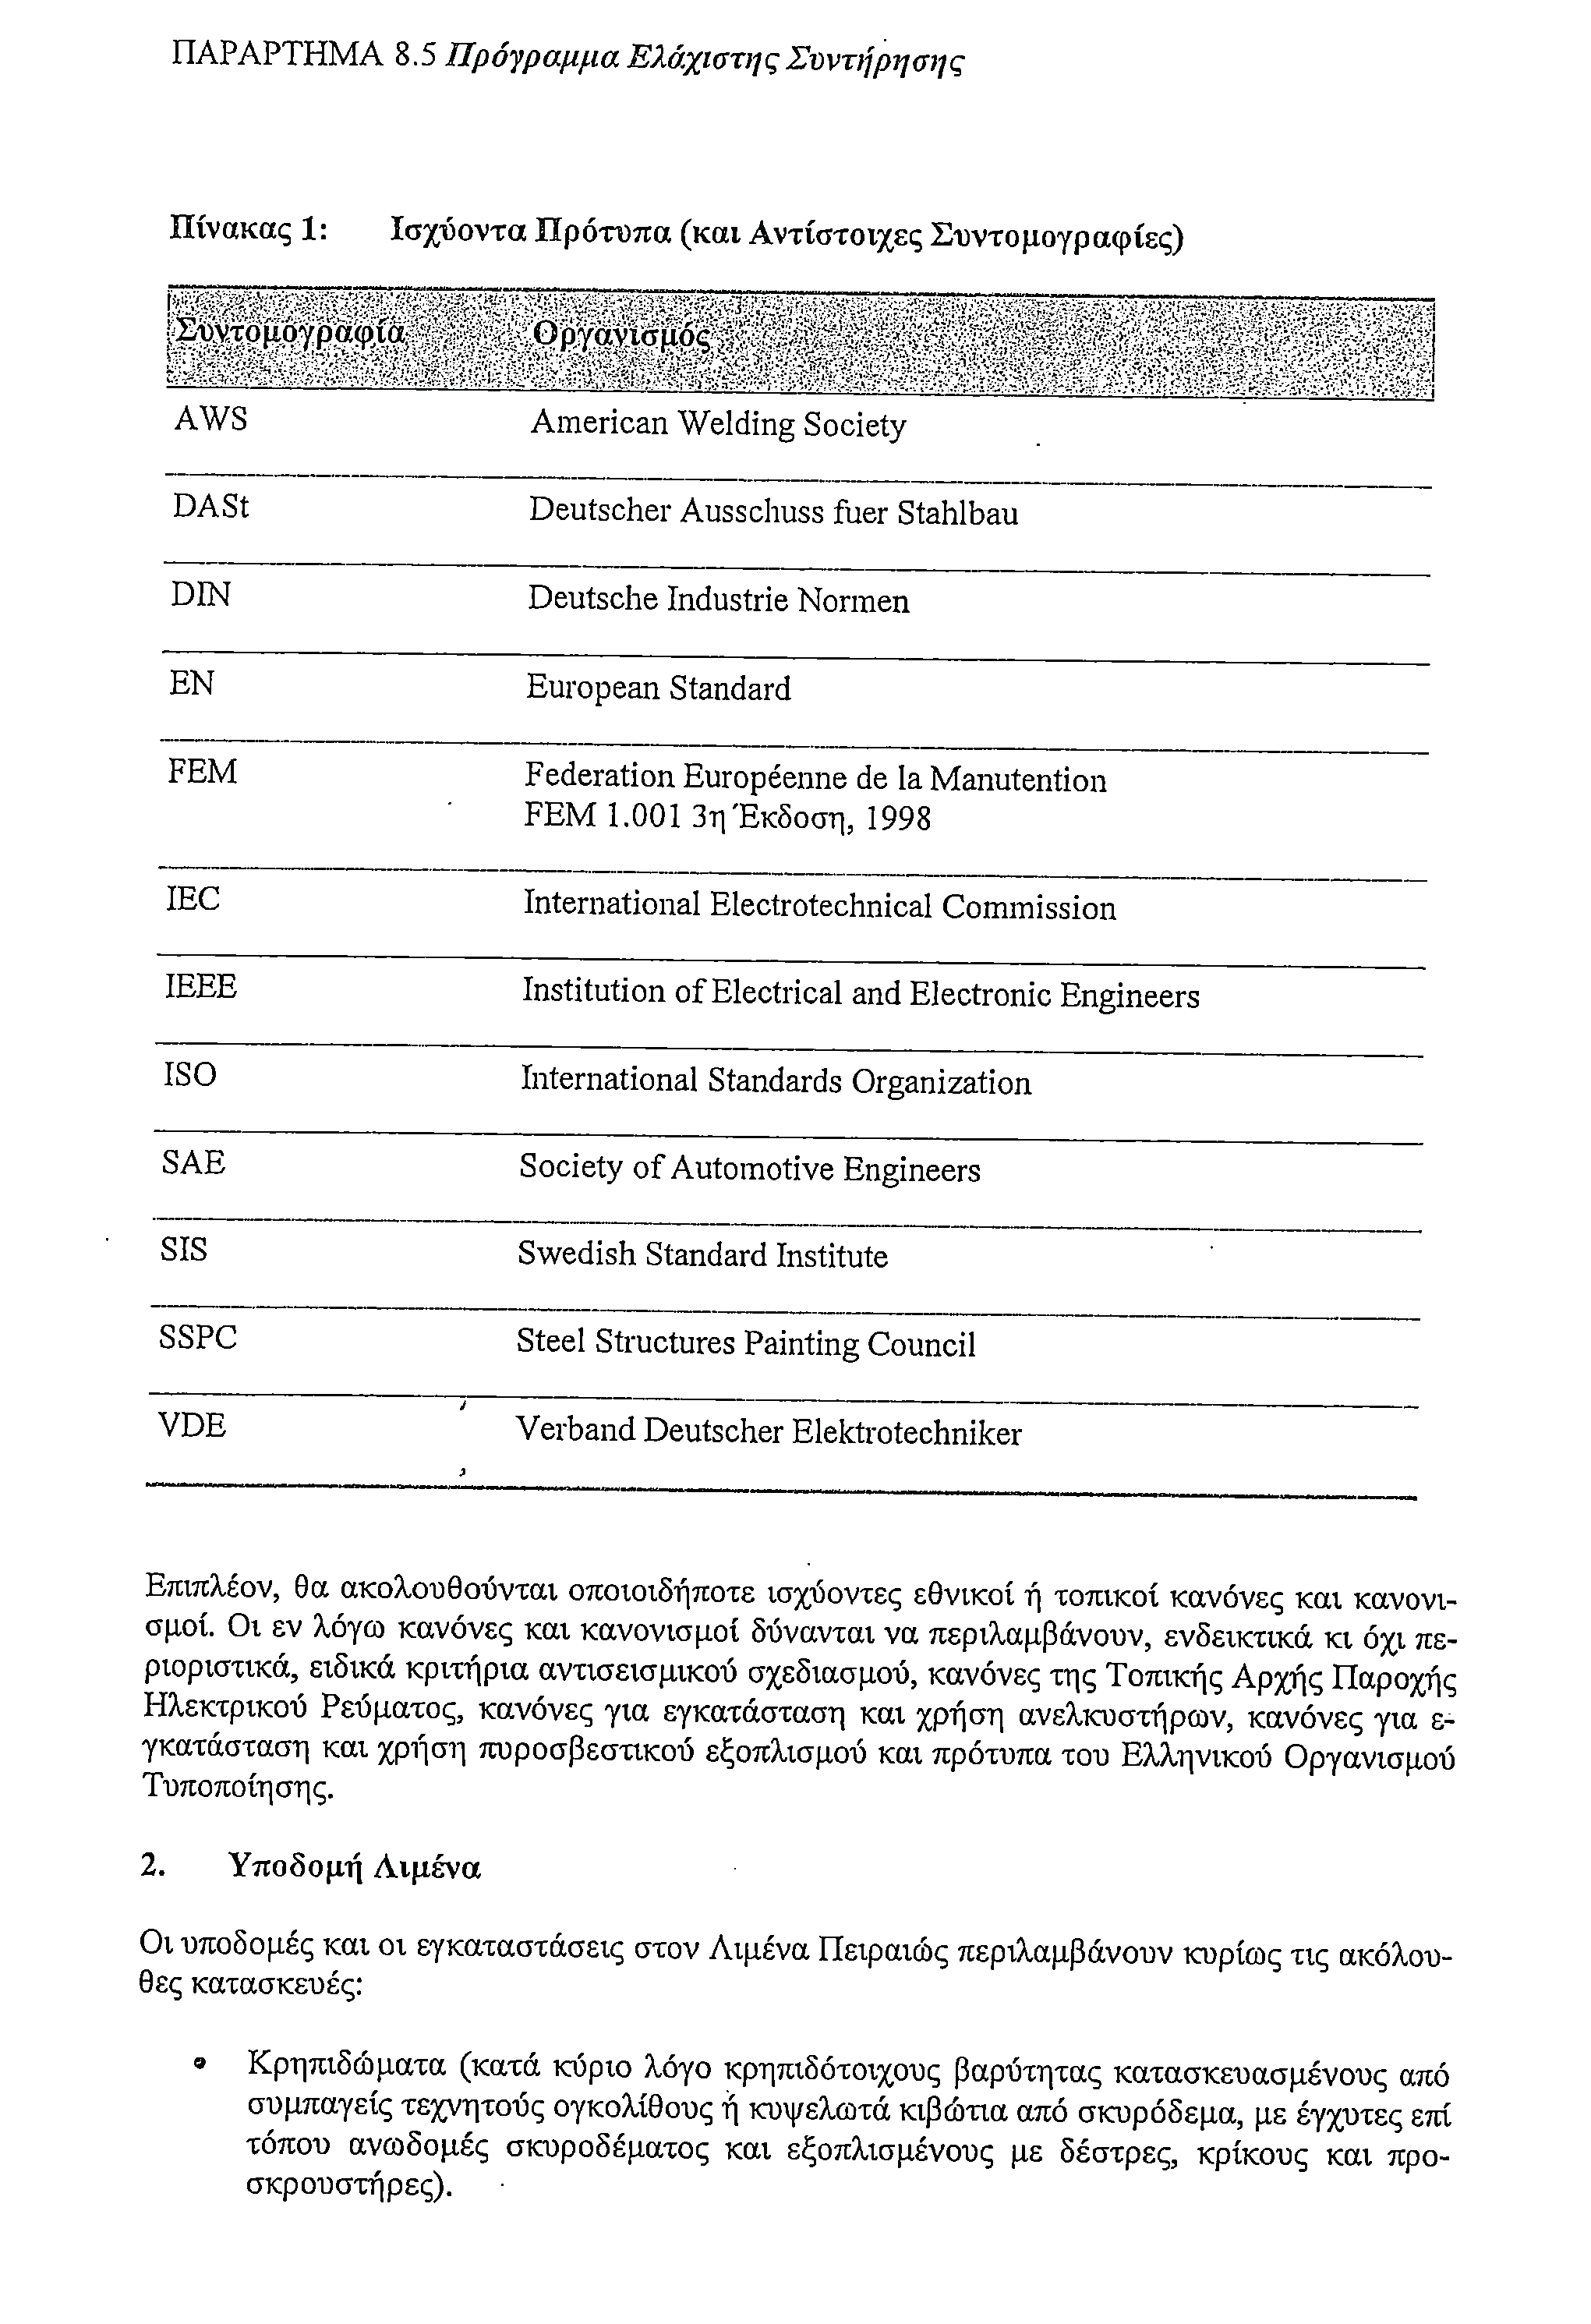 ΠΑΡΑΡΤΗΜΑ 8.5 Πρόγραμμα Ελάχιστης Συντήρησης
Πίνακας 1: Ισχύοντα Πρότυπα (και Αντίστοιχες Συντομογραφίες)
Συντομογραφία Οργανισμός
AWS American Welding Society
DASt Deutscher Ausschuss fuer Stahlbau
DIN Deutsche Industrie Normen
EN European Standard
FEM Federation Européenne de la Manutention
FEM 1.001 3η Έκδοση, 1998
IEC International Electrotechnical Commission
IEEE Institution of Electrical and Electronic Engineers
ISO International Standards Organization
SAE Society of Automotive Engineers
SIS Swedish Standard Institute
SSPC Steel Structures Painting Council
VDE Verband Deutscher Elektrotechniker
Επιπλέον, θα ακολουθούνται οποιοιδήποτε ισχύοντες εθνικοί ή τοπικοί κανόνες και κανονι-
σμοί. Οι εν λόγω κανόνες και κανονισμοί δύνανται να περιλαμβάνουν, ενδεικτικά κι όχι πε-
ριοριστικά, ειδικά κριτήρια αντισεισμικού σχεδιασμού, κανόνες της Τοπικής Αρχής Παροχής
Ηλεκτρικού Ρεύματος, κανόνες για εγκατάσταση και χρήση ανελκυστήρων, κανόνες για ε-
γκατάσταση και χρήση πυροσβεστικού εξοπλισμού και πρότυπα του Ελληνικού Οργανισμού
Τυποποίησης.
2. Υποδομή Λιμένα
Οι υποδομές και οι εγκαταστάσεις στον Λιμένα Πειραιώς περιλαμβάνουν κυρίως τις ακόλου-
θες κατασκευές:
• Κρηπιδώματα (κατά κύριο λόγο κρηπιδότοιχους βαρύτητας κατασκευασμένους από
συμπαγείς τεχνητούς ογκολίθους ή κυψελωτά κιβώτια από σκυρόδεμα, με έγχυτες επί
τόπου ανωδομές σκυροδέματος και εξοπλισμένους με δέστρες, κρίκους και προ-
σκρουστήρες).